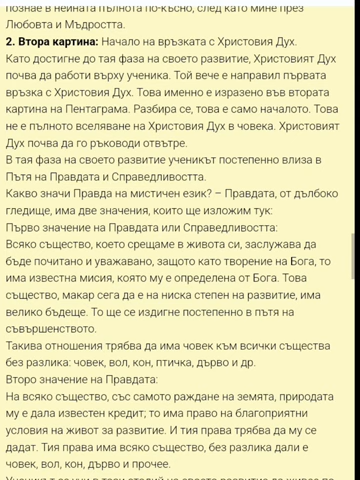 познае в нейната пълнота по-късно, след като мине през
Любовта и Мъдростта.
2. Втора картина: Начало на връзката с Христовия Дух.
Като достигне до тая фаза на своето развитие, Христовият Дух
почва да работи върху ученика. Той вече е направил първата
връзка с Христовия Дух. Това именно е изразено във втората
картина на Пентаграма. Разбира се, това е само началото. Това
не е пълното вселяване на Христовия Дух в човека. Христовият
Дух почва да го ръководи отвътре.
В тая фаза на своето развитие ученикът постепенно влиза в
Пътя на Правдата и Справедливостта.
Какво значи Правда на мистичен език? – Правдата, от дълбоко
гледище, има две значения, които ще изложим тук:
Първо значение на Правдата или Справедливостта:
Всяко същество, което срещаме в живота си, заслужава да
бъде почитано и уважавано, защото като творение на Бога, то
има известна мисия, която му е определена от Бога. Това
същество, макар сега да е на ниска степен на развитие, има
велико бъдеще. То ще се издигне постепенно в пътя на
съвършенството.
Такива отношения трябва да има човек към всички същества
без разлика: човек, вол, кон, птичка, дърво и др.
Второ значение на Правдата:
На всяко същество, със самото раждане на земята, природата
му е дала известен кредит; то има право на благоприятни
условия на живот за развитие. И тия права трябва да му се
дадат. Тия права има всяко същество, без разлика дали е
човек, вол, кон, дърво и прочее.